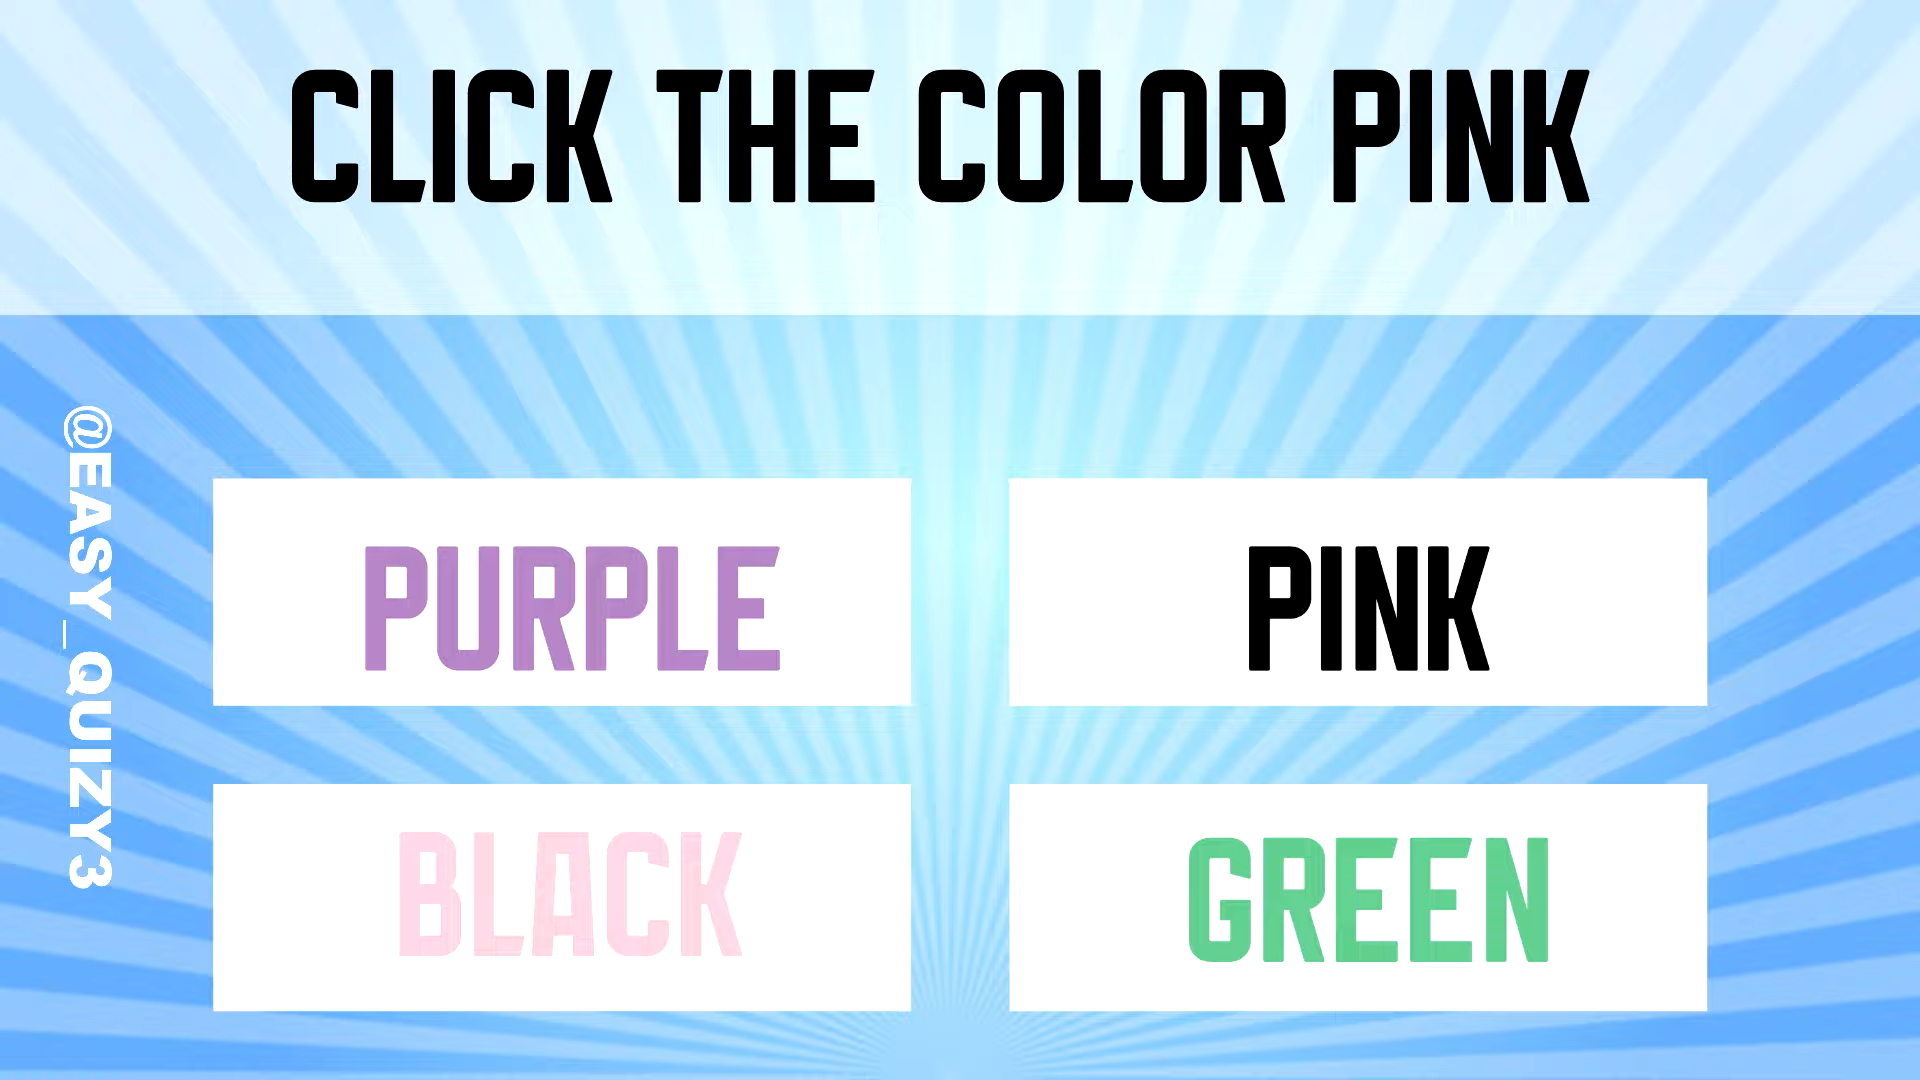 CLICK THE COLOR PINK
@EASY_QUIZY3
PURPLE
PINK
BLACK
GREEN